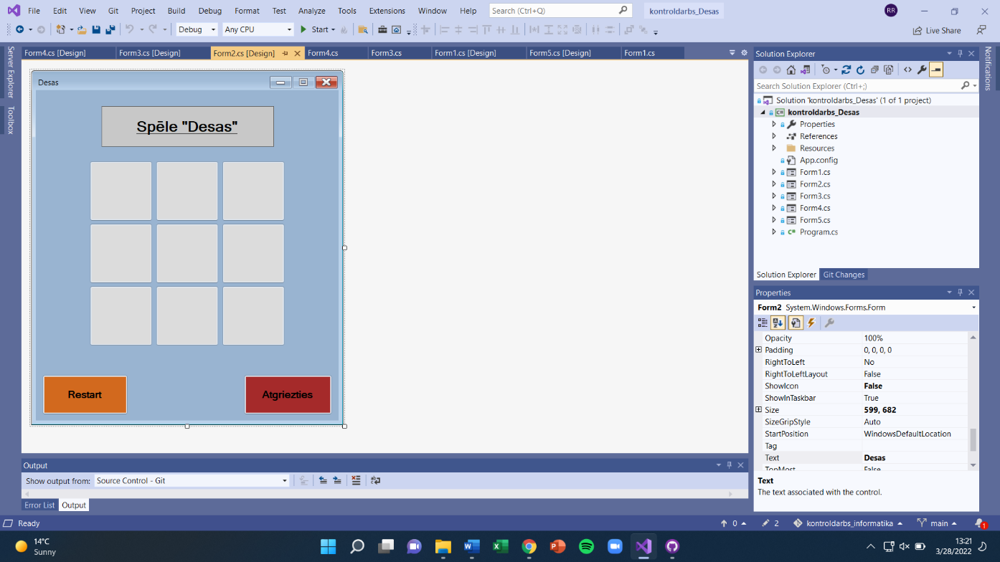 File Edit View Git Project Build Debug Format Test Analyze Tools Extensions Window Help Search (Ctrl+Q) kontroldarbs_Desas RR
Debug Any CPU Start Live Share
Server Explorer
Toolbox
Form4.cs [Design] Form3.cs [Design] Form2.cs [Design] Form4.cs Form3.cs Form1.cs [Design] Form5.cs [Design] Form1.cs
Desas
Spēle "Desas"
Restart
Atgriezties
Solution Explorer
Search Solution Explorer (Ctrl+;)
Solution 'kontroldarbs_Desas' (1 of 1 project)
kontroldarbs_Desas
Properties
References
Resources
App.config
Form1.cs
Form2.cs
Form3.cs
Form4.cs
Form5.cs
Program.cs
Solution Explorer Git Changes
Notifications
Properties
Form2 System.Windows.Forms.Form
Opacity 100%
Padding 0, 0, 0, 0
RightToLeft No
RightToLeftLayout False
ShowIcon False
ShowInTaskbar True
Size 599, 682
SizeGripStyle Auto
StartPosition WindowsDefaultLocation
Tag
Text Desas
TopMost False
Text
The text associated with the control.
Output
Show output from: Source Control - Git
Error List Output
Ready 0 2 kontroldarbs_informatika main 1
14°C
Sunny
13:21
3/28/2022